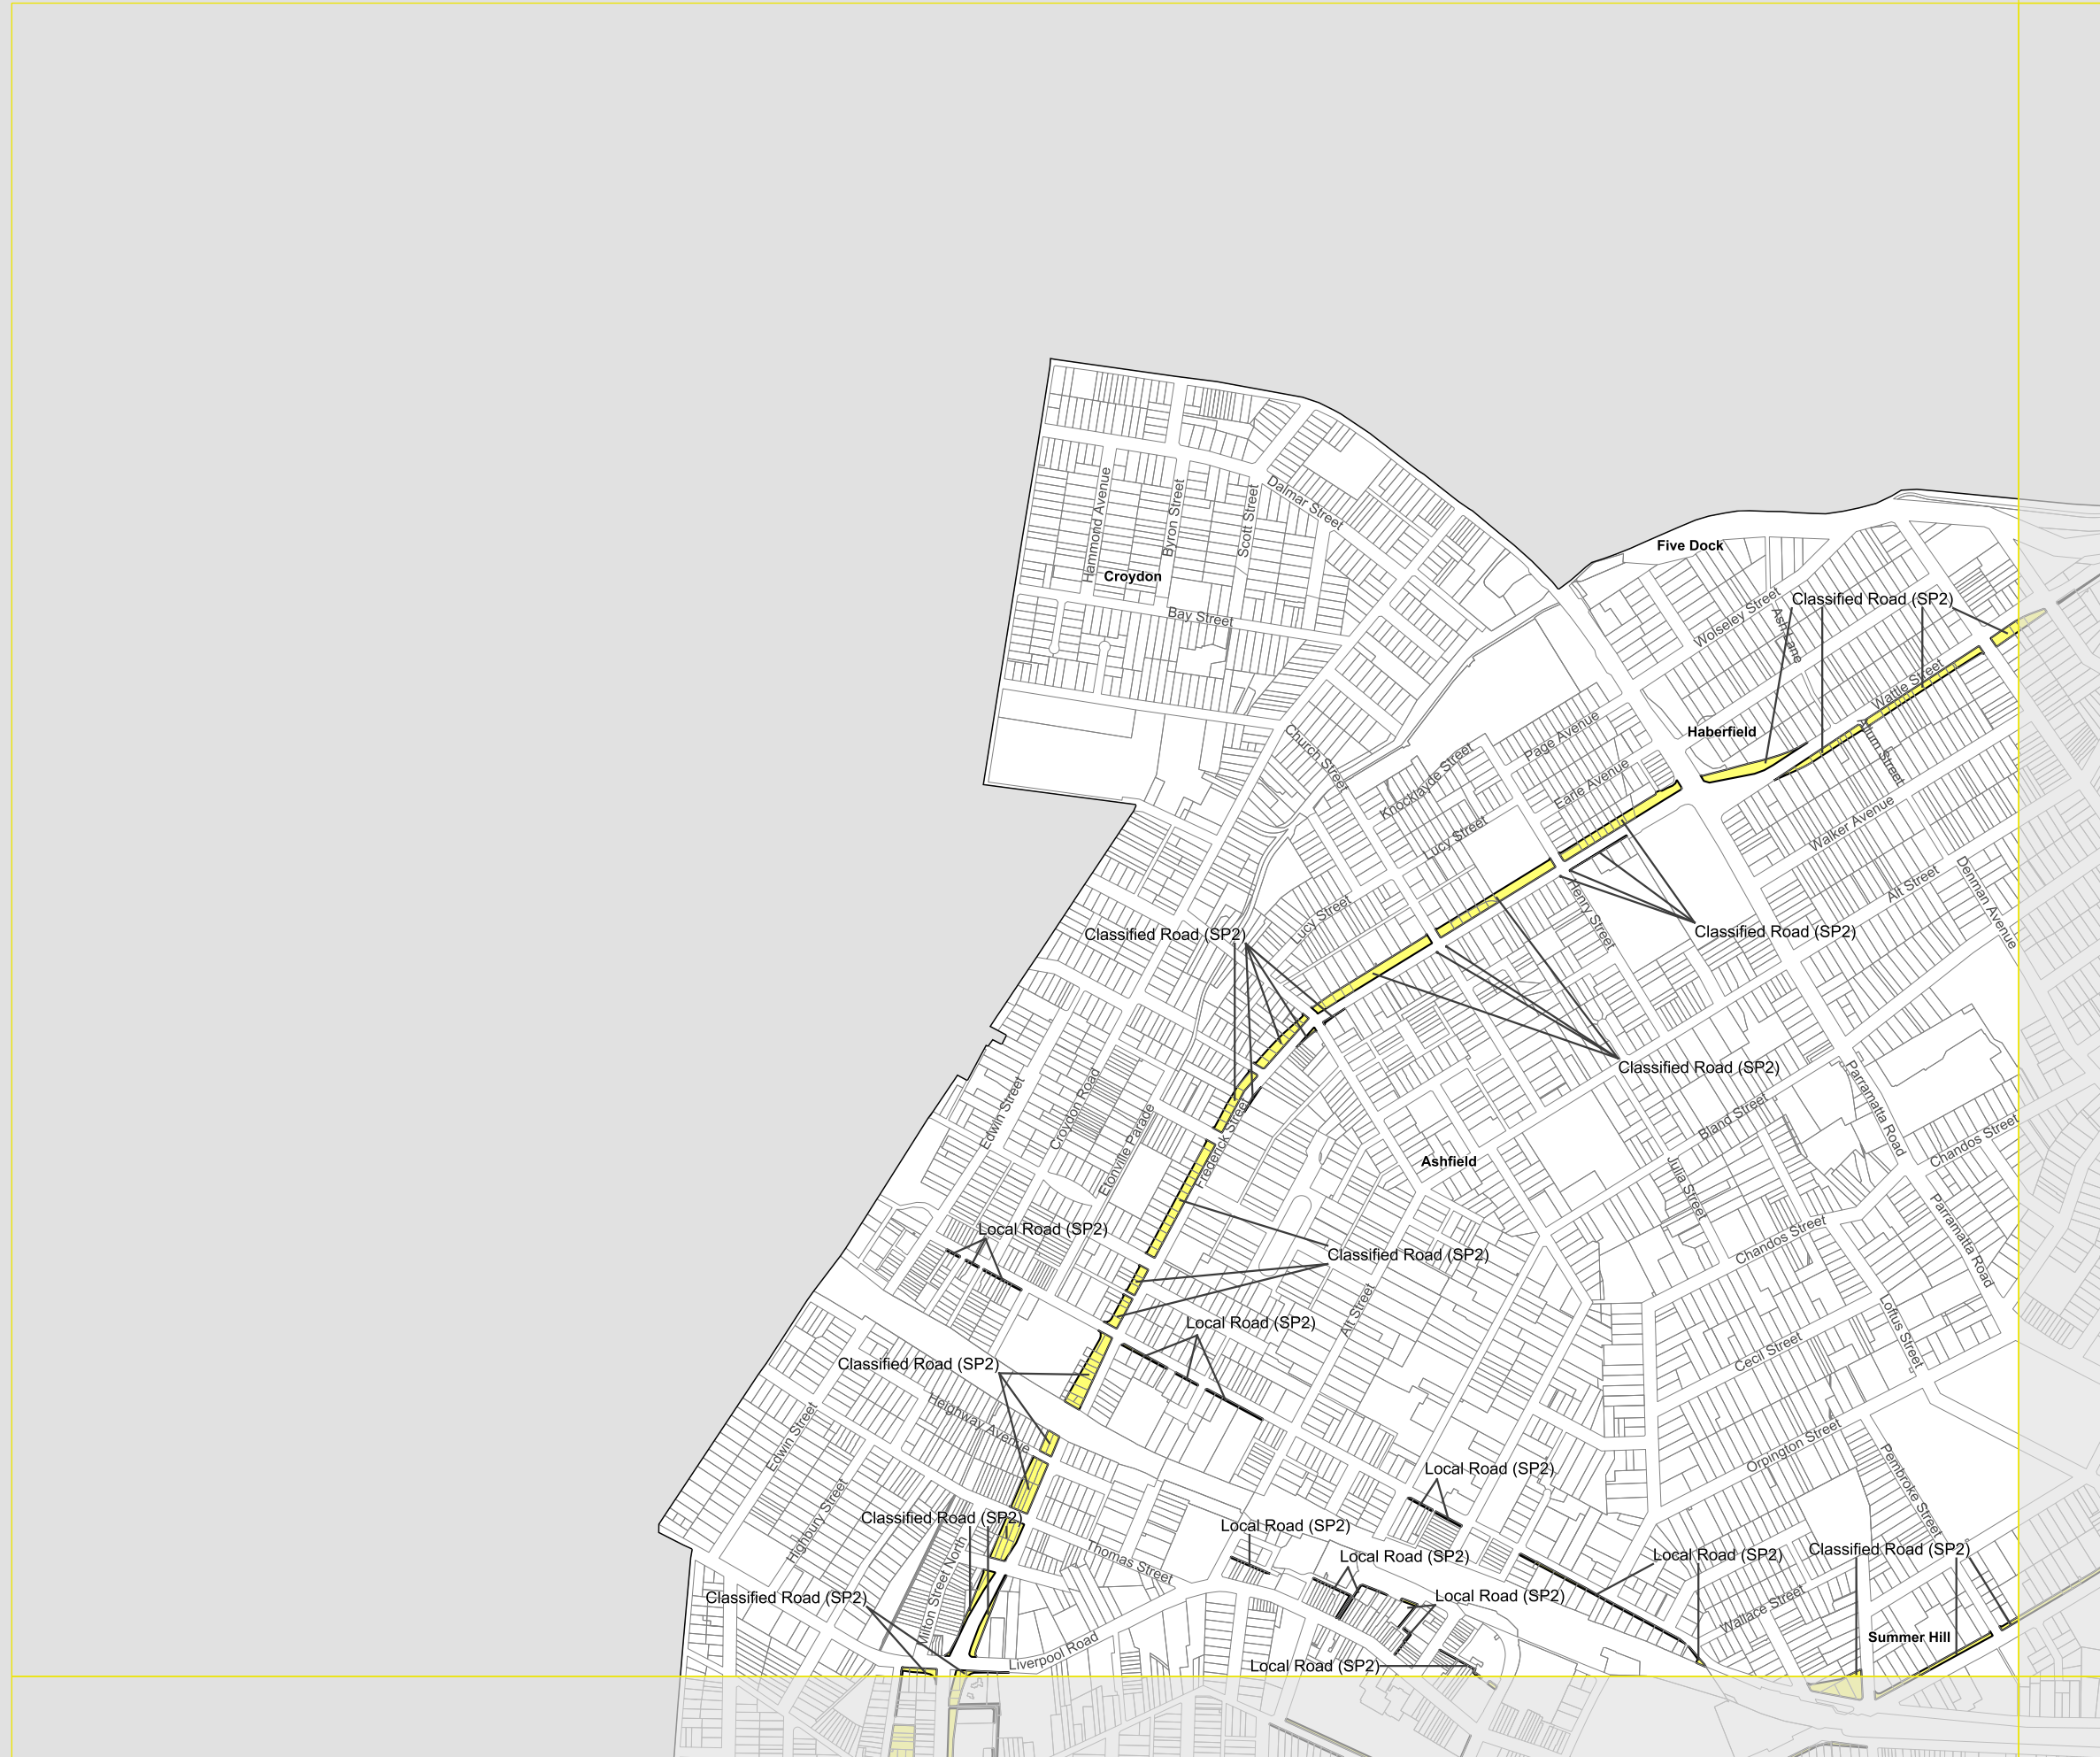 Dalmar Street
Hammond Avenue
Byron Street
Scott Street
Five Dock
Croydon
Bay Street
Wolseley Street
Ash Lane
Classified Road (SP2)
Wattle Street
Haberfield
Church Street
Page Avenue
Knocklayde Street
Earle Avenue
Allum Street
Lucy Street
Walker Avenue
Alt Street
Denman Avenue
Lucy Street
Henry Street
Classified Road (SP2)
Classified Road (SP2)
Classified Road (SP2)
Edwin Street
Croydon Road
Etonville Parade
Frederick Street
Bland Street
Parramatta Road
Chandos Street
Ashfield
Julia Street
Local Road (SP2)
Classified Road (SP2)
Chandos Street
Parramatta Road
Alt Street
Local Road (SP2)
Loftus Street
Cecil Street
Classified Road (SP2)
Heighway Avenue
Edwin Street
Orpington Street
Local Road (SP2)
Pembroke Street
Highbury Street
Classified Road (SP2)
Local Road (SP2)
Thomas Street
Local Road (SP2)
Local Road (SP2)
Classified Road (SP2)
Milton Street North
Classified Road (SP2)
Local Road (SP2)
Wallace Street
Summer Hill
Liverpool Road
Local Road (SP2)